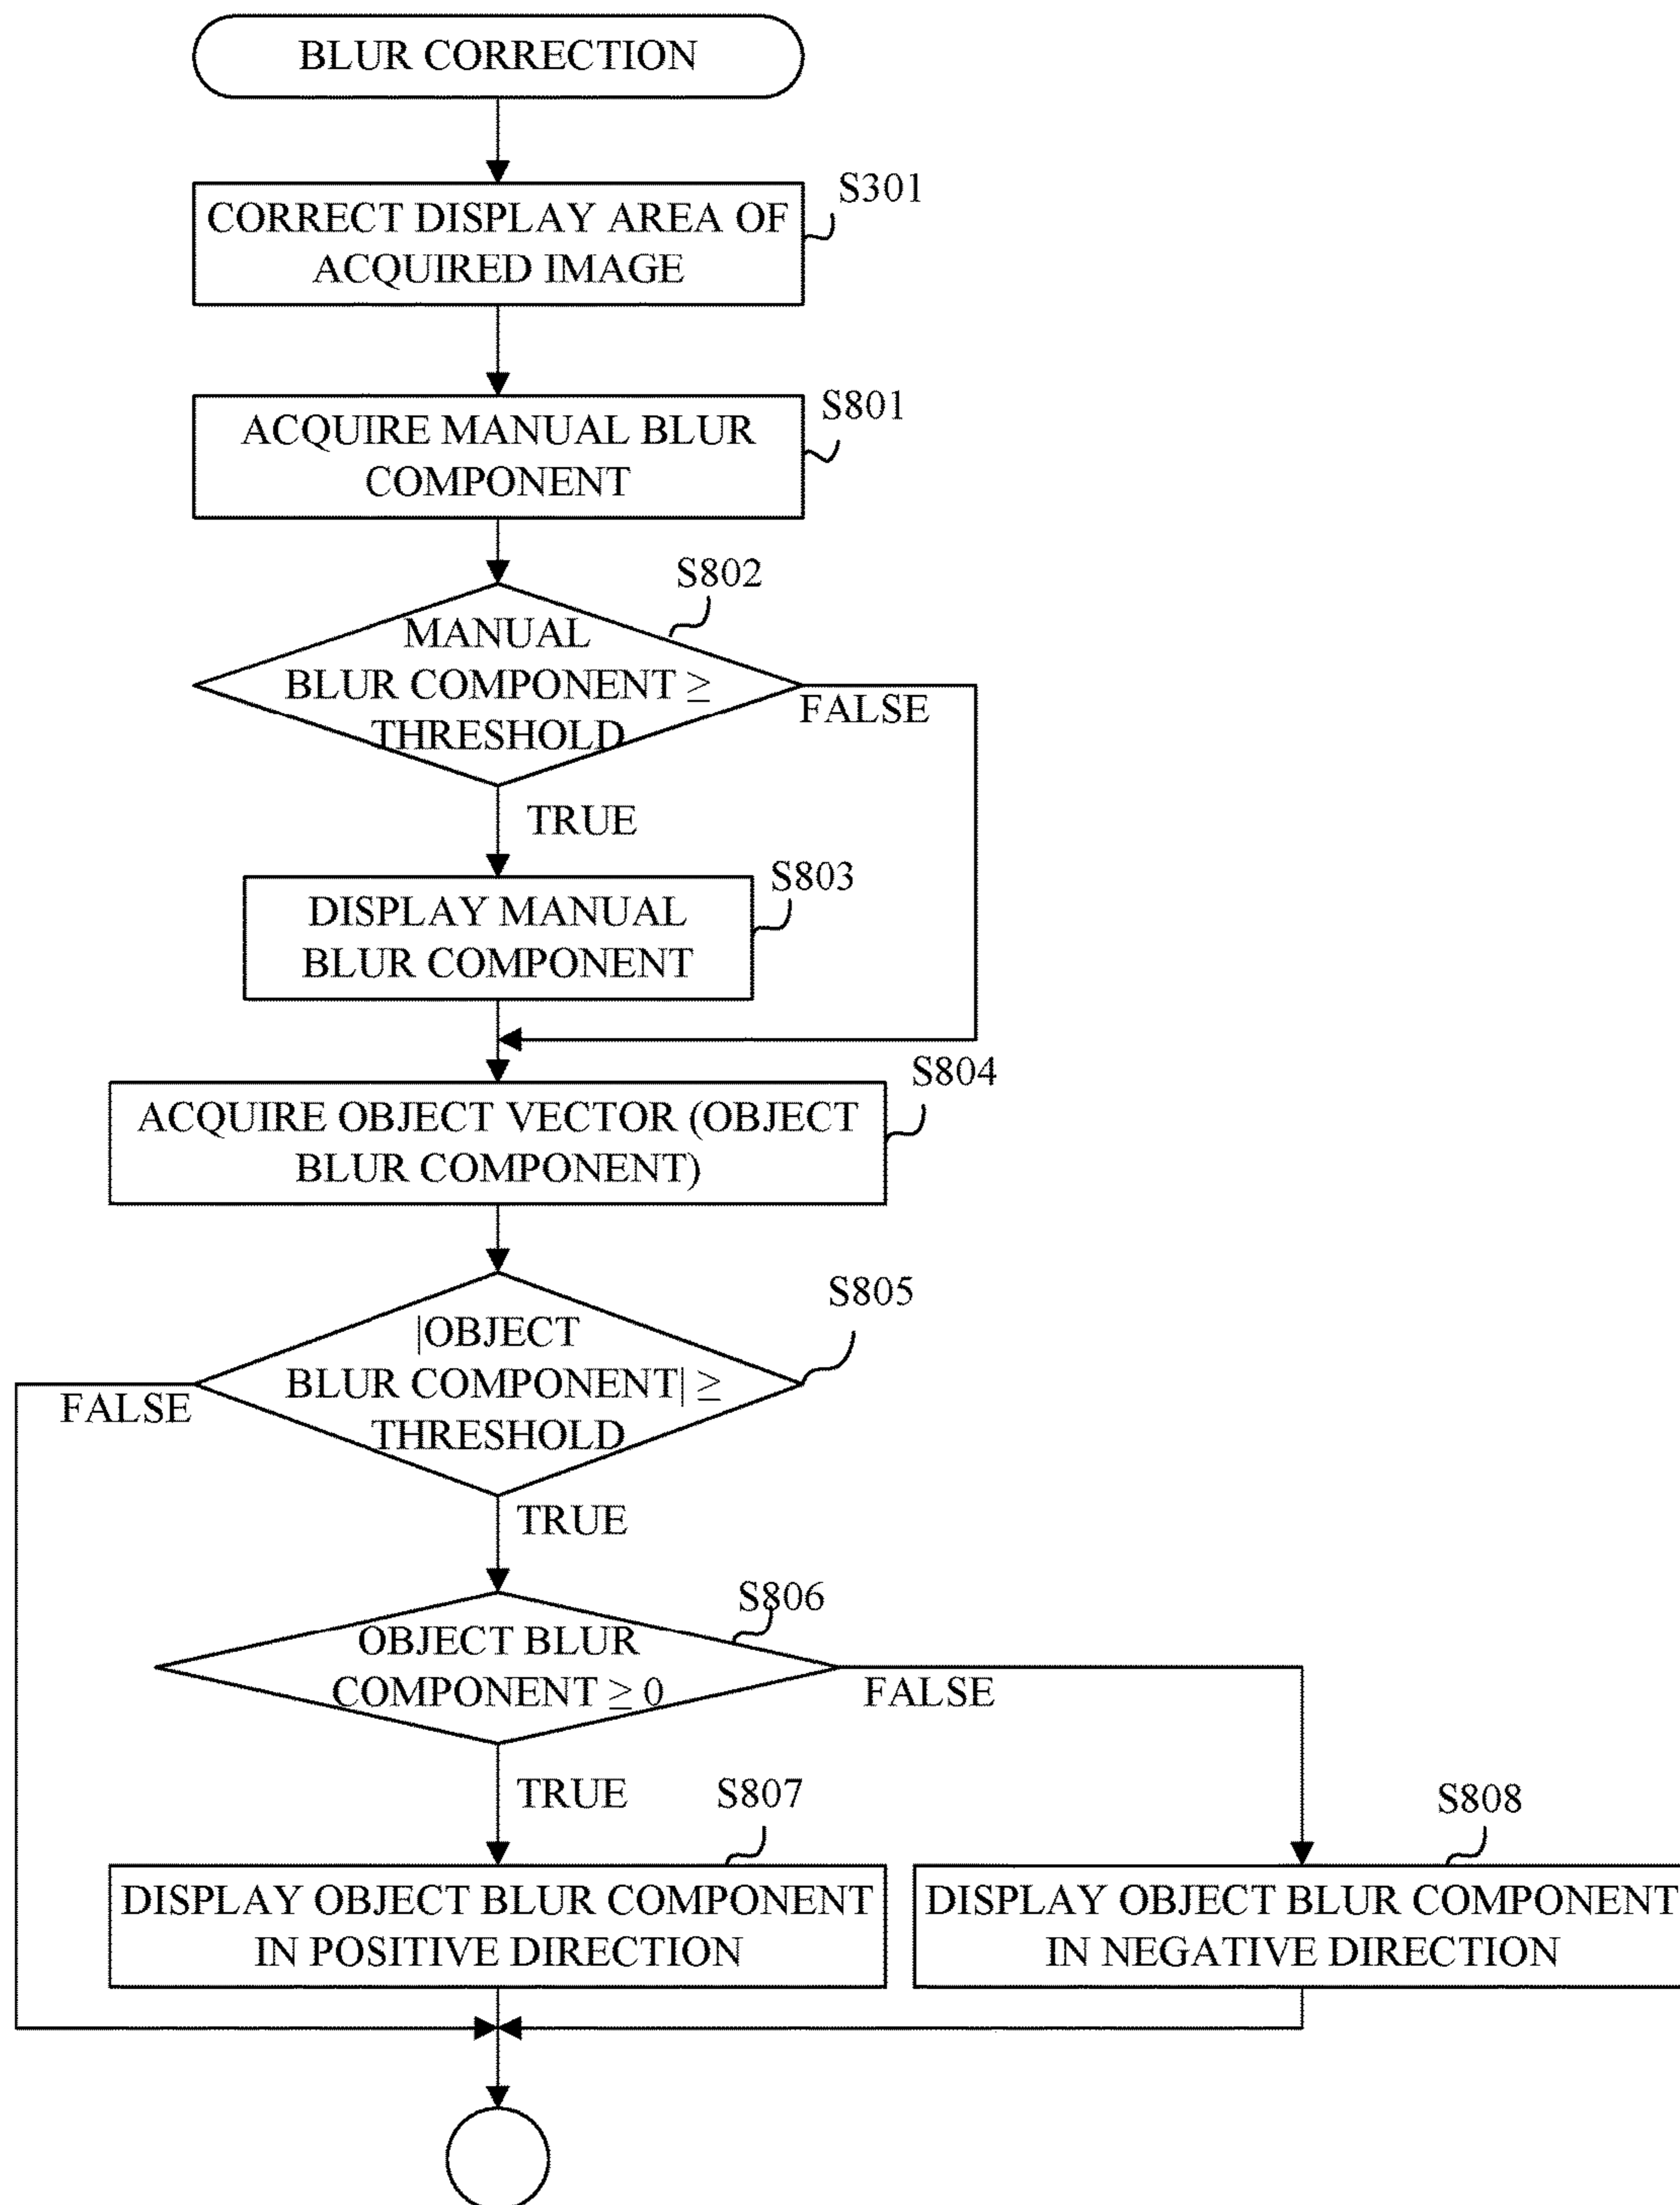 BLUR CORRECTION
S301
CORRECT DISPLAY AREA OF
ACQUIRED IMAGE
S801
ACQUIRE MANUAL BLUR
COMPONENT
S802
MANUAL
BLUR COMPONENT ≥
THRESHOLD
FALSE
TRUE
S803
DISPLAY MANUAL
BLUR COMPONENT
S804
ACQUIRE OBJECT VECTOR (OBJECT
BLUR COMPONENT)
S805
|OBJECT
BLUR COMPONENT| ≥
THRESHOLD
FALSE
TRUE
S806
OBJECT BLUR
COMPONENT ≥ 0
FALSE
TRUE
S807
S808
DISPLAY OBJECT BLUR COMPONENT
IN POSITIVE DIRECTION
DISPLAY OBJECT BLUR COMPONENT
IN NEGATIVE DIRECTION